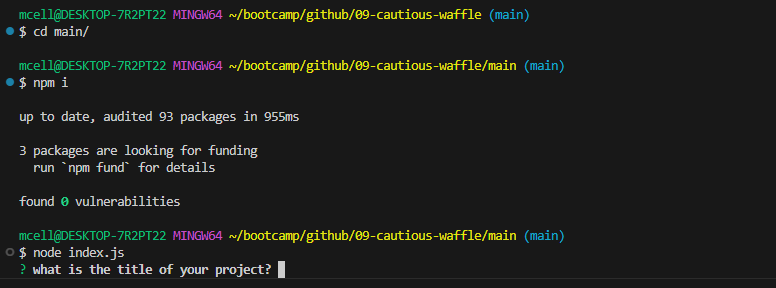 mcell@DESKTOP-7R2PT22 MINGW64 ~/bootcamp/github/09-cautious-waffle (main)
$ cd main/
mcell@DESKTOP-7R2PT22 MINGW64 ~/bootcamp/github/09-cautious-waffle/main (main)
$ npm i
up to date, audited 93 packages in 955ms
3 packages are looking for funding
  run `npm fund` for details
found 0 vulnerabilities
mcell@DESKTOP-7R2PT22 MINGW64 ~/bootcamp/github/09-cautious-waffle/main (main)
$ node index.js
? what is the title of your project?